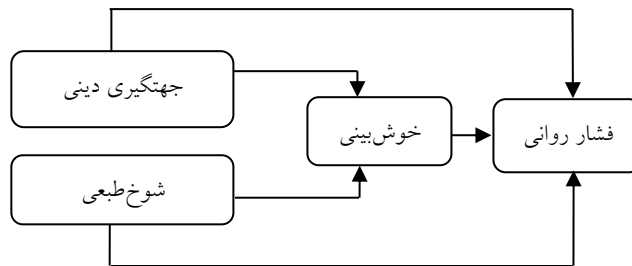 جهتگیری دینی
خوش‌بینی
فشار روانی
شوخ‌طبعی